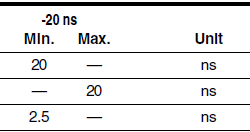 -20 ns
Min. Max. Unit
20 — ns
— 20 ns
2.5 — ns